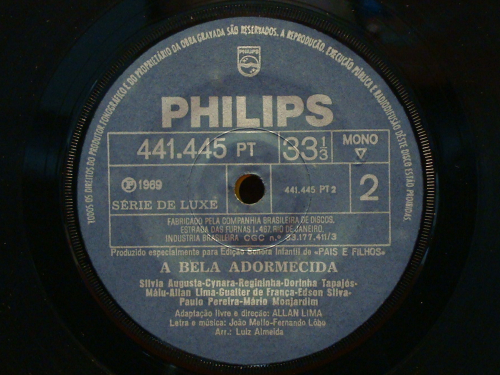 TODOS OS DIREITOS DO PRODUTOR FONOGRÁFICO E DO PROPRIETÁRIO DA OBRA GRAVADA SÃO RESERVADOS. A REPRODUÇÃO, EXECUÇÃO PÚBLICA E RADIODIFUSÃO DESTE DISCO ESTÃO PROIBIDAS
PHILIPS
PHILIPS
441.445 PT
33 1/3
MONO
℗ 1969
441.445 PT 2
2
SÉRIE DE LUXE
FABRICADO PELA COMPANHIA BRASILEIRA DE DISCOS.
ESTRADA DAS FURNAS 1.467, RIO DE JANEIRO.
INDÚSTRIA BRASILEIRA CGC n.º 33.177.411/3
Produzido especialmente para Edição Sonora Infantil de «PAIS E FILHOS»
A BELA ADORMECIDA
Silvia Augusta-Cynara-Regininha-Dorinha Tapajós-
Málu-Allan Lima-Gualter de França-Edson Silva-
Paulo Pereira-Mário Monjardim
Adaptação livre e direção: ALLAN LIMA
Letra e música: João Mello-Fernando Lôbo
Arr.: Luiz Almeida